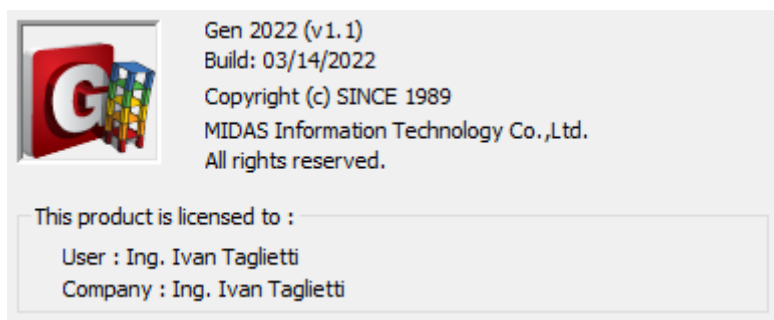 Gen 2022 (v1.1)
Build: 03/14/2022
Copyright (c) SINCE 1989
MIDAS Information Technology Co.,Ltd.
All rights reserved.
G
This product is licensed to :
User : Ing. Ivan Taglietti
Company : Ing. Ivan Taglietti